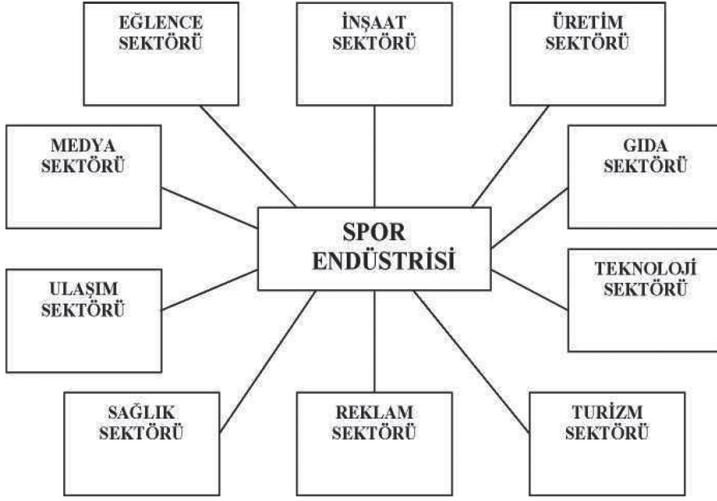 EĞLENCE
SEKTÖRÜ
İNŞAAT
SEKTÖRÜ
ÜRETİM
SEKTÖRÜ
MEDYA
SEKTÖRÜ
GIDA
SEKTÖRÜ
SPOR
ENDÜSTRİSİ
ULAŞIM
SEKTÖRÜ
TEKNOLOJİ
SEKTÖRÜ
SAĞLIK
SEKTÖRÜ
REKLAM
SEKTÖRÜ
TURİZM
SEKTÖRÜ